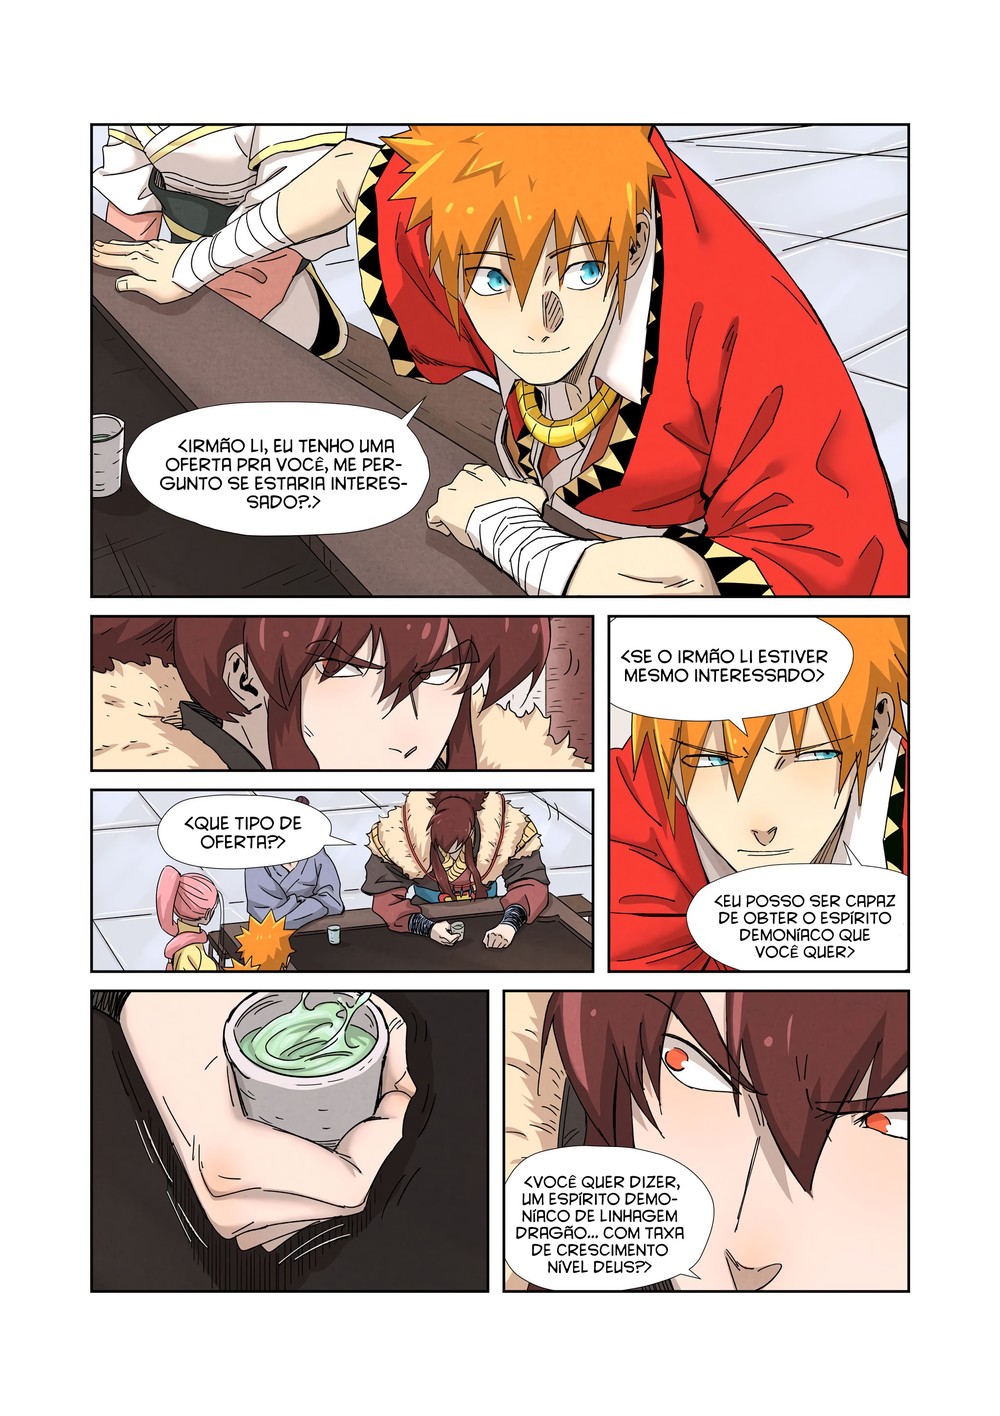 <IRMÃO LI, EU TENHO UMA
OFERTA PRA VOCÊ, ME PER-
GUNTO SE ESTARIA INTERES-
SADO?.>
<QUE TIPO DE
OFERTA?>
<SE O IRMÃO LI ESTIVER
MESMO INTERESSADO>
<EU POSSO SER CAPAZ
DE OBTER O ESPÍRITO
DEMONÍACO QUE
VOCÊ QUER>
<VOCÊ QUER DIZER,
UM ESPÍRITO DEMO-
NÍACO DE LINHAGEM
DRAGÃO... COM TAXA
DE CRESCIMENTO
NÍVEL DEUS?>